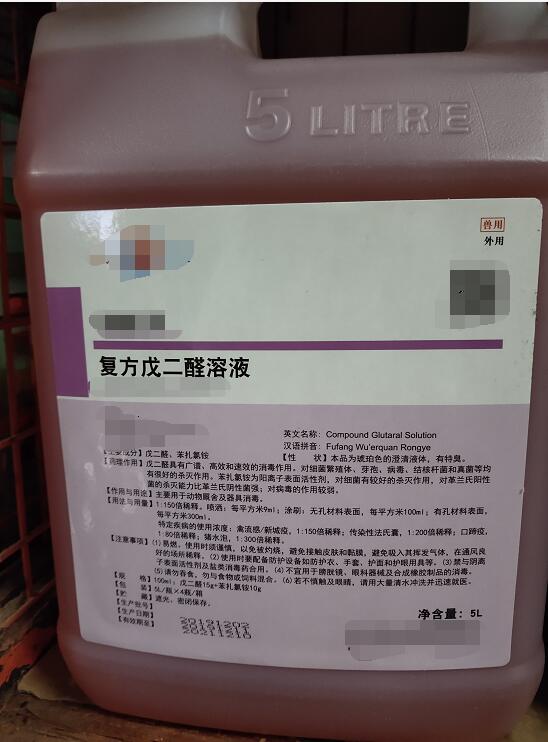 5 LITRE
兽用
外用
复方戊二醛溶液
英文名称：Compound Glutaral Solution
汉语拼音：Fufang Wu'erquan Rongye
【主要成分】戊二醛、苯扎氯铵
【性 状】本品为琥珀色的澄清液体，有特臭。
【药理作用】戊二醛具有广谱、高效和速效的消毒作用。对细菌繁殖体、芽孢、病毒、结核杆菌和真菌等均
有很好的杀灭作用。苯扎氯铵为阳离子表面活性剂，对细菌有较好的杀灭作用，对革兰氏阳性
菌的杀灭能力比革兰氏阴性菌强；对病毒的作用较弱。
【作用与用途】主要用于动物厩舍及器具消毒。
【用法与用量】1:150倍稀释，喷洒：每平方米9ml；涂刷：无孔材料表面，每平方米100ml；有孔材料表面，
每平方米300ml。
特定疾病的使用浓度：禽流感/新城疫，1:150倍稀释；传染性法氏囊，1:200倍稀释；口蹄疫，
1:80倍稀释；猪水泡，1:300倍稀释。
【注意事项】(1)易燃，使用时须谨慎，以免被灼烧，避免接触皮肤和黏膜，避免吸入其挥发气体，在通风良
好的场所稀释。(2)使用时要配备防护设备如防护衣、手套、护面和护眼用具等。(3)禁与阴离
子表面活性剂及盐类消毒药合用。(4)不宜用于膀胱镜、眼科器械及合成橡胶制品的消毒。
(5)请勿吞食，勿与食物或饲料混合。(6)若不慎触及眼睛，请用大量清水冲洗并迅速就医。
【规 格】100ml：戊二醛15g+苯扎氯铵10g
【包 装】5L/瓶×4瓶/箱
【贮 藏】遮光，密闭保存。
【生产批号】
【生产日期】
【有效期至】
20211210
净含量：5L